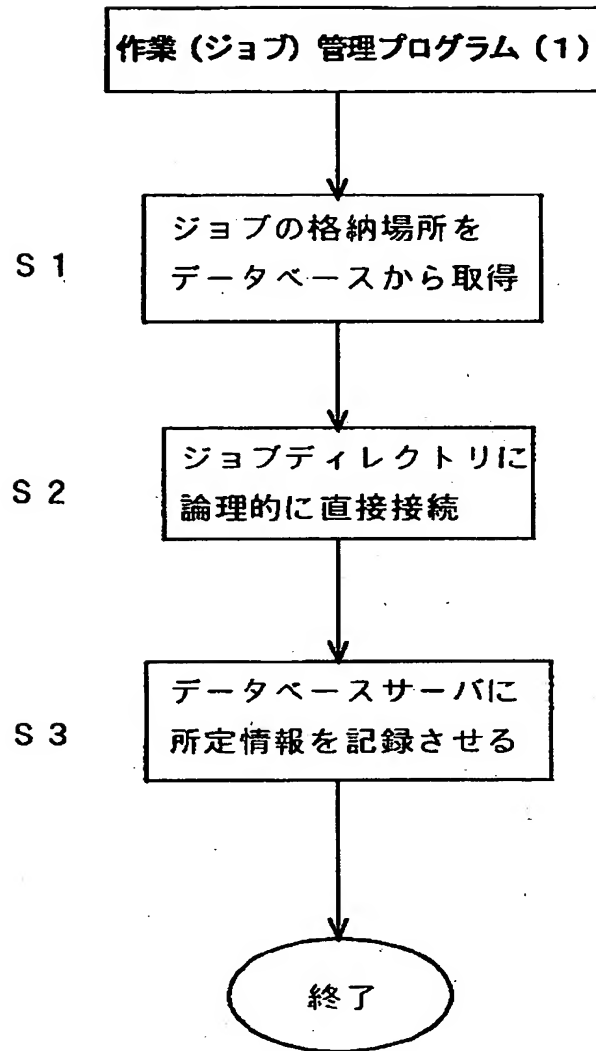 作業（ジョブ）管理プログラム（1）
S1
ジョブの格納場所を
データベースから取得
S2
ジョブディレクトリに
論理的に直接接続
S3
データベースサーバに
所定情報を記録させる
終了